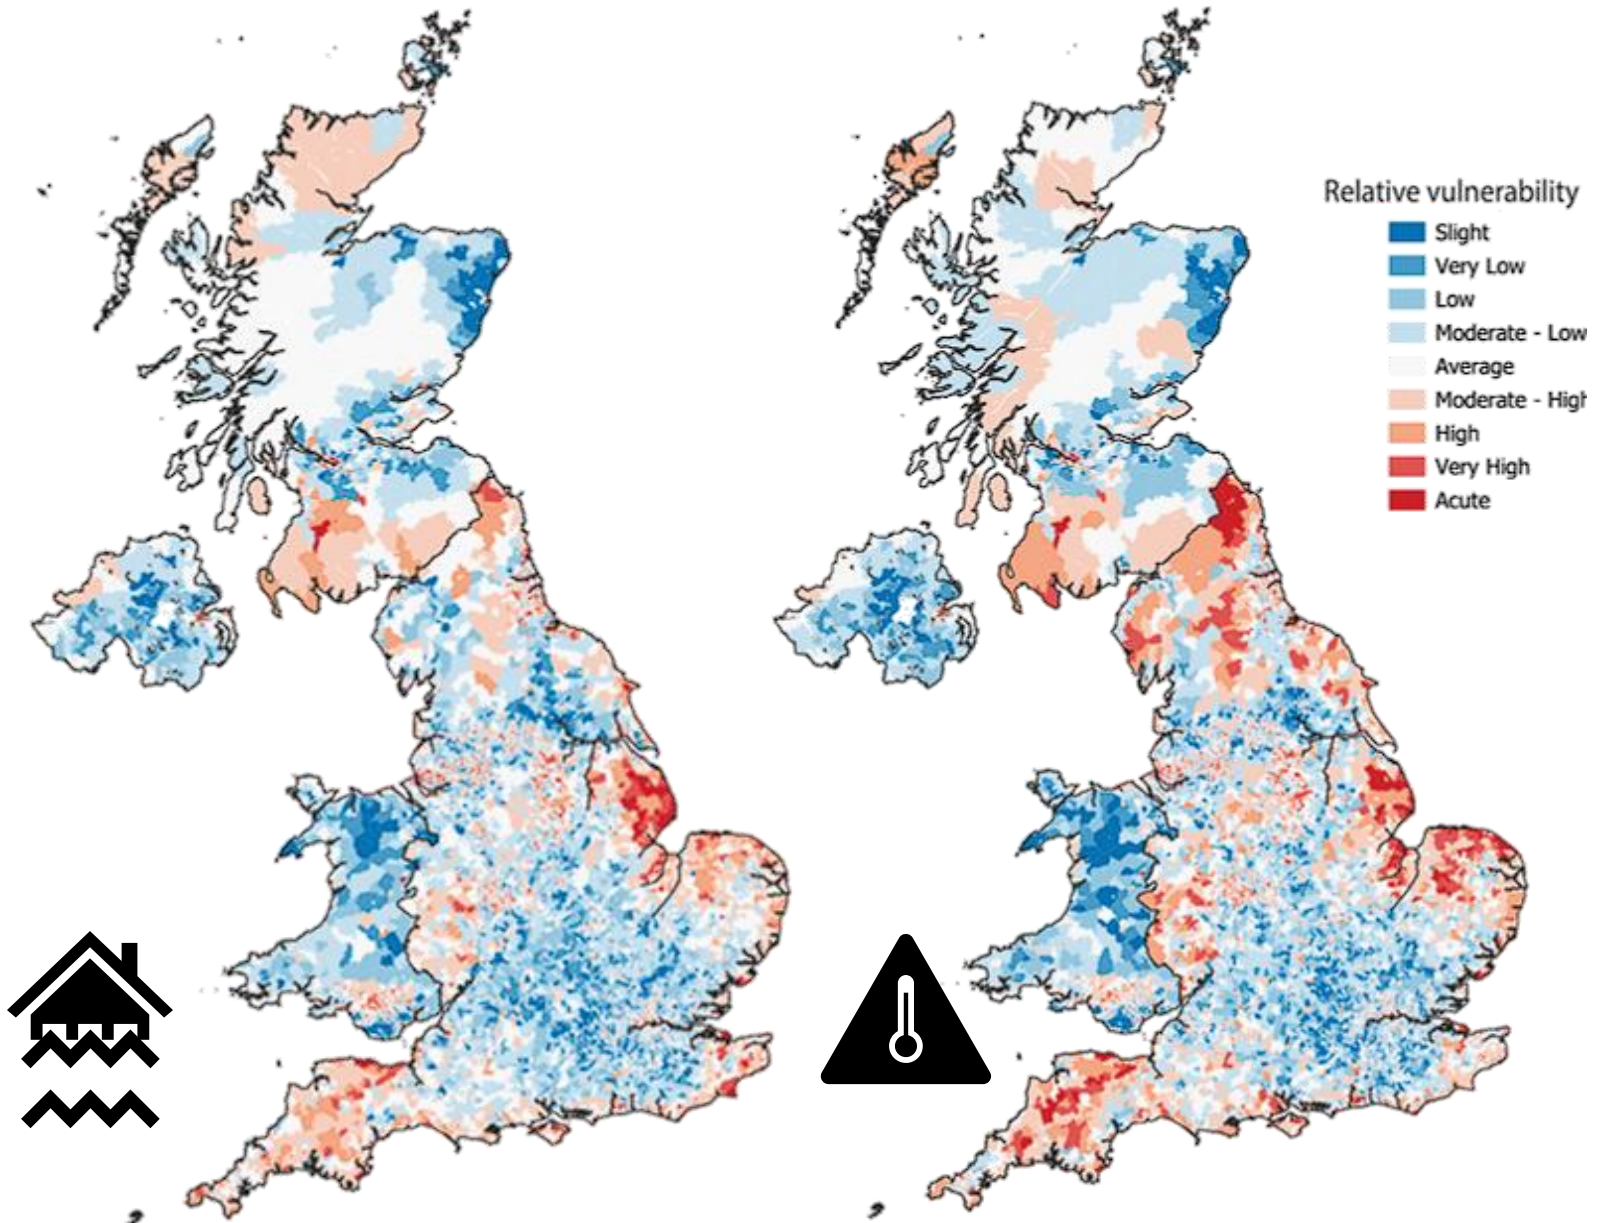 Relative vulnerability
Slight
Very Low
Low
Moderate - Low
Average
Moderate - High
High
Very High
Acute